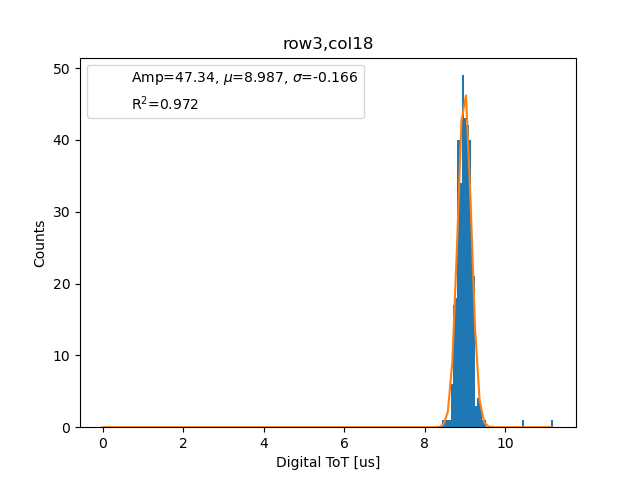 row3,col18
Amp=47.34, μ=8.987, σ=-0.166
R²=0.972
50
40
30
20
10
0
Counts
0 2 4 6 8 10
Digital ToT [us]